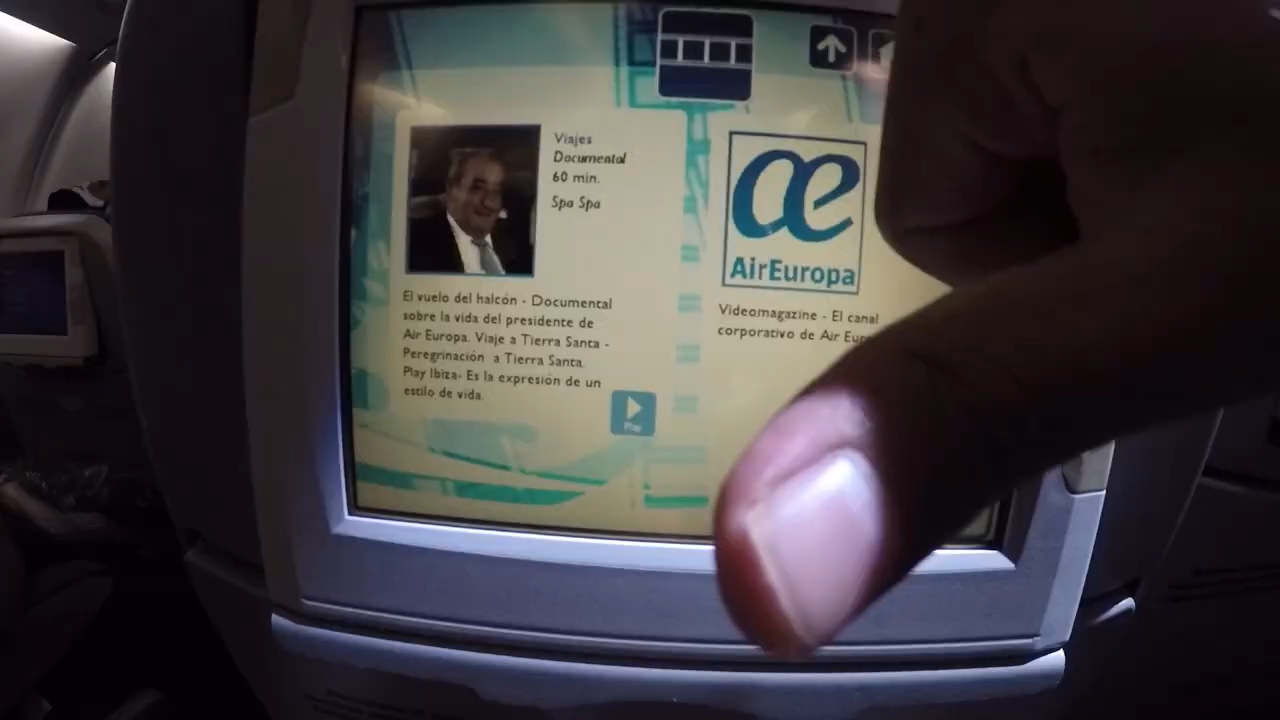 Viajes
Documental
60 min.
Spa Spa
El vuelo del halcón - Documental
sobre la vida del presidente de
Air Europa. Viaje a Tierra Santa -
Peregrinación a Tierra Santa.
Play Ibiza- Es la expresión de un
estilo de vida.
Play
æ
AirEuropa
Videomagazine - El canal
corporativo de Air